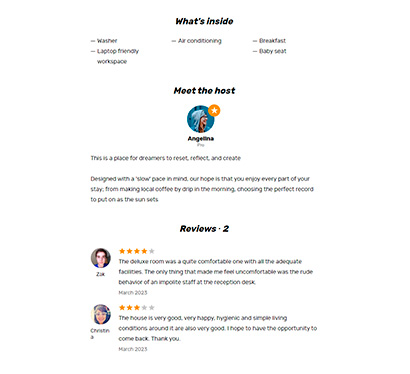 What's inside
— Washer
— Air conditioning
— Breakfast
— Laptop friendly
workspace
— Baby seat
Meet the host
Angelina
Pro
This is a place for dreamers to reset, reflect, and create
Designed with a 'slow' pace in mind, our hope is that you enjoy every part of your
stay; from making local coffee by drip in the morning, choosing the perfect record
to put on as the sun sets
Reviews · 2
Zak
The deluxe room was a quite comfortable one with all the adequate
facilities. The only thing that made me feel uncomfortable was the rude
behavior of an impolite staff at the reception desk.
March 2023
Christin
a
The house is very good, very happy, hygienic and simple living
conditions around it are also very good. I hope to have the opportunity to
come back. Thank you.
March 2023